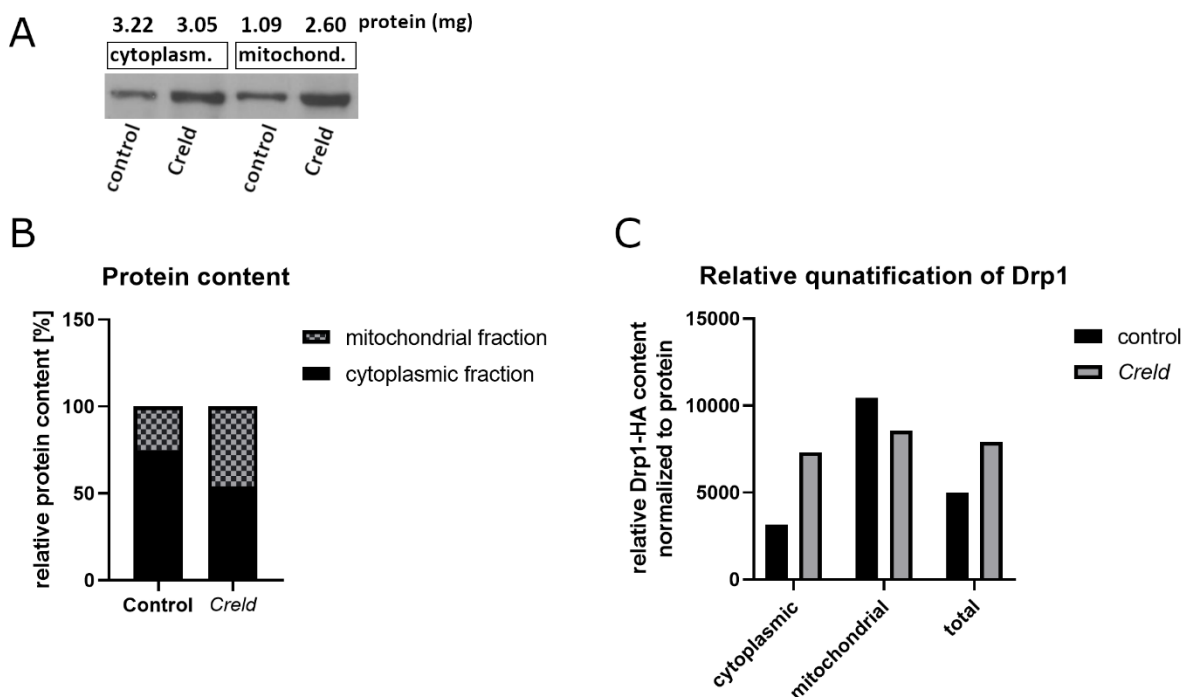 A
3.22 3.05 1.09 2.60 protein (mg)
cytoplasm. mitochond.
control Creld control Creld
B
Protein content
relative protein content [%]
150
100
50
0
Control Creld
mitochondrial fraction
cytoplasmic fraction
C
Relative qunatification of Drp1
relative Drp1-HA content
normalized to protein
15000
10000
5000
0
cytoplasmic mitochondrial total
control
Creld